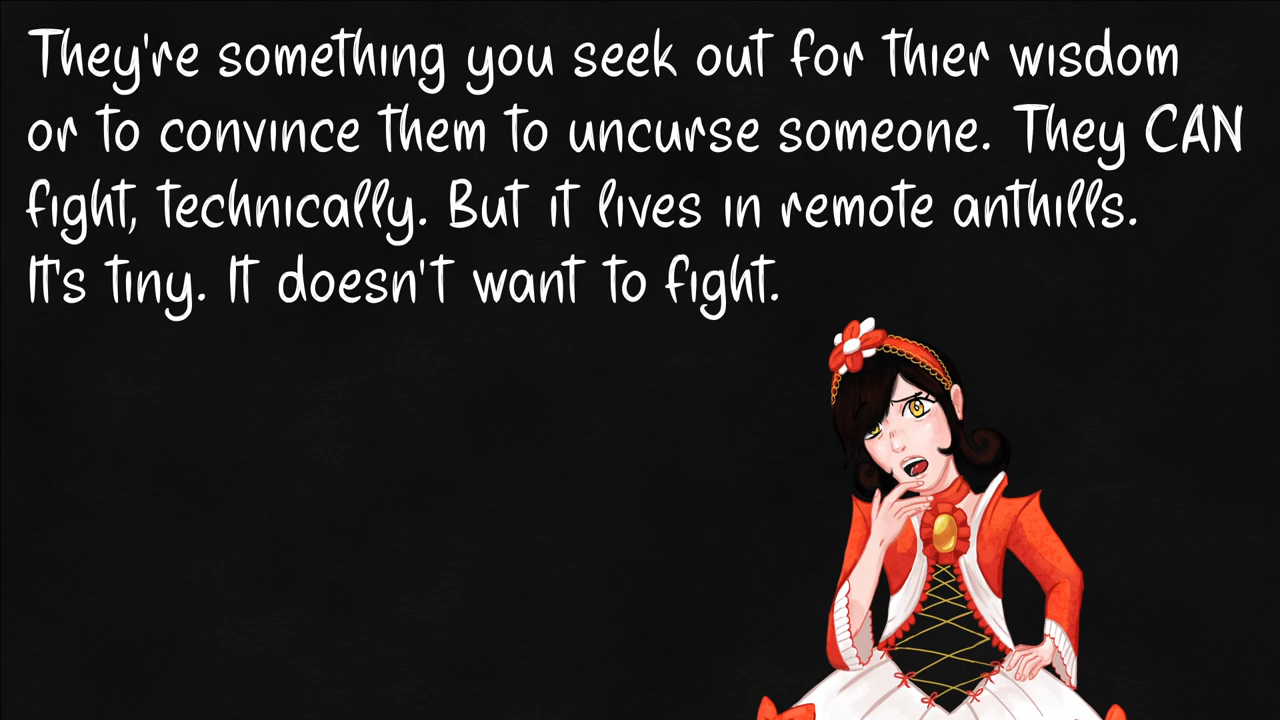 They're something you seek out for thier wisdom
or to convince them to uncurse someone. They CAN
fight, technically. But it lives in remote anthills.
It's tiny. It doesn't want to fight.